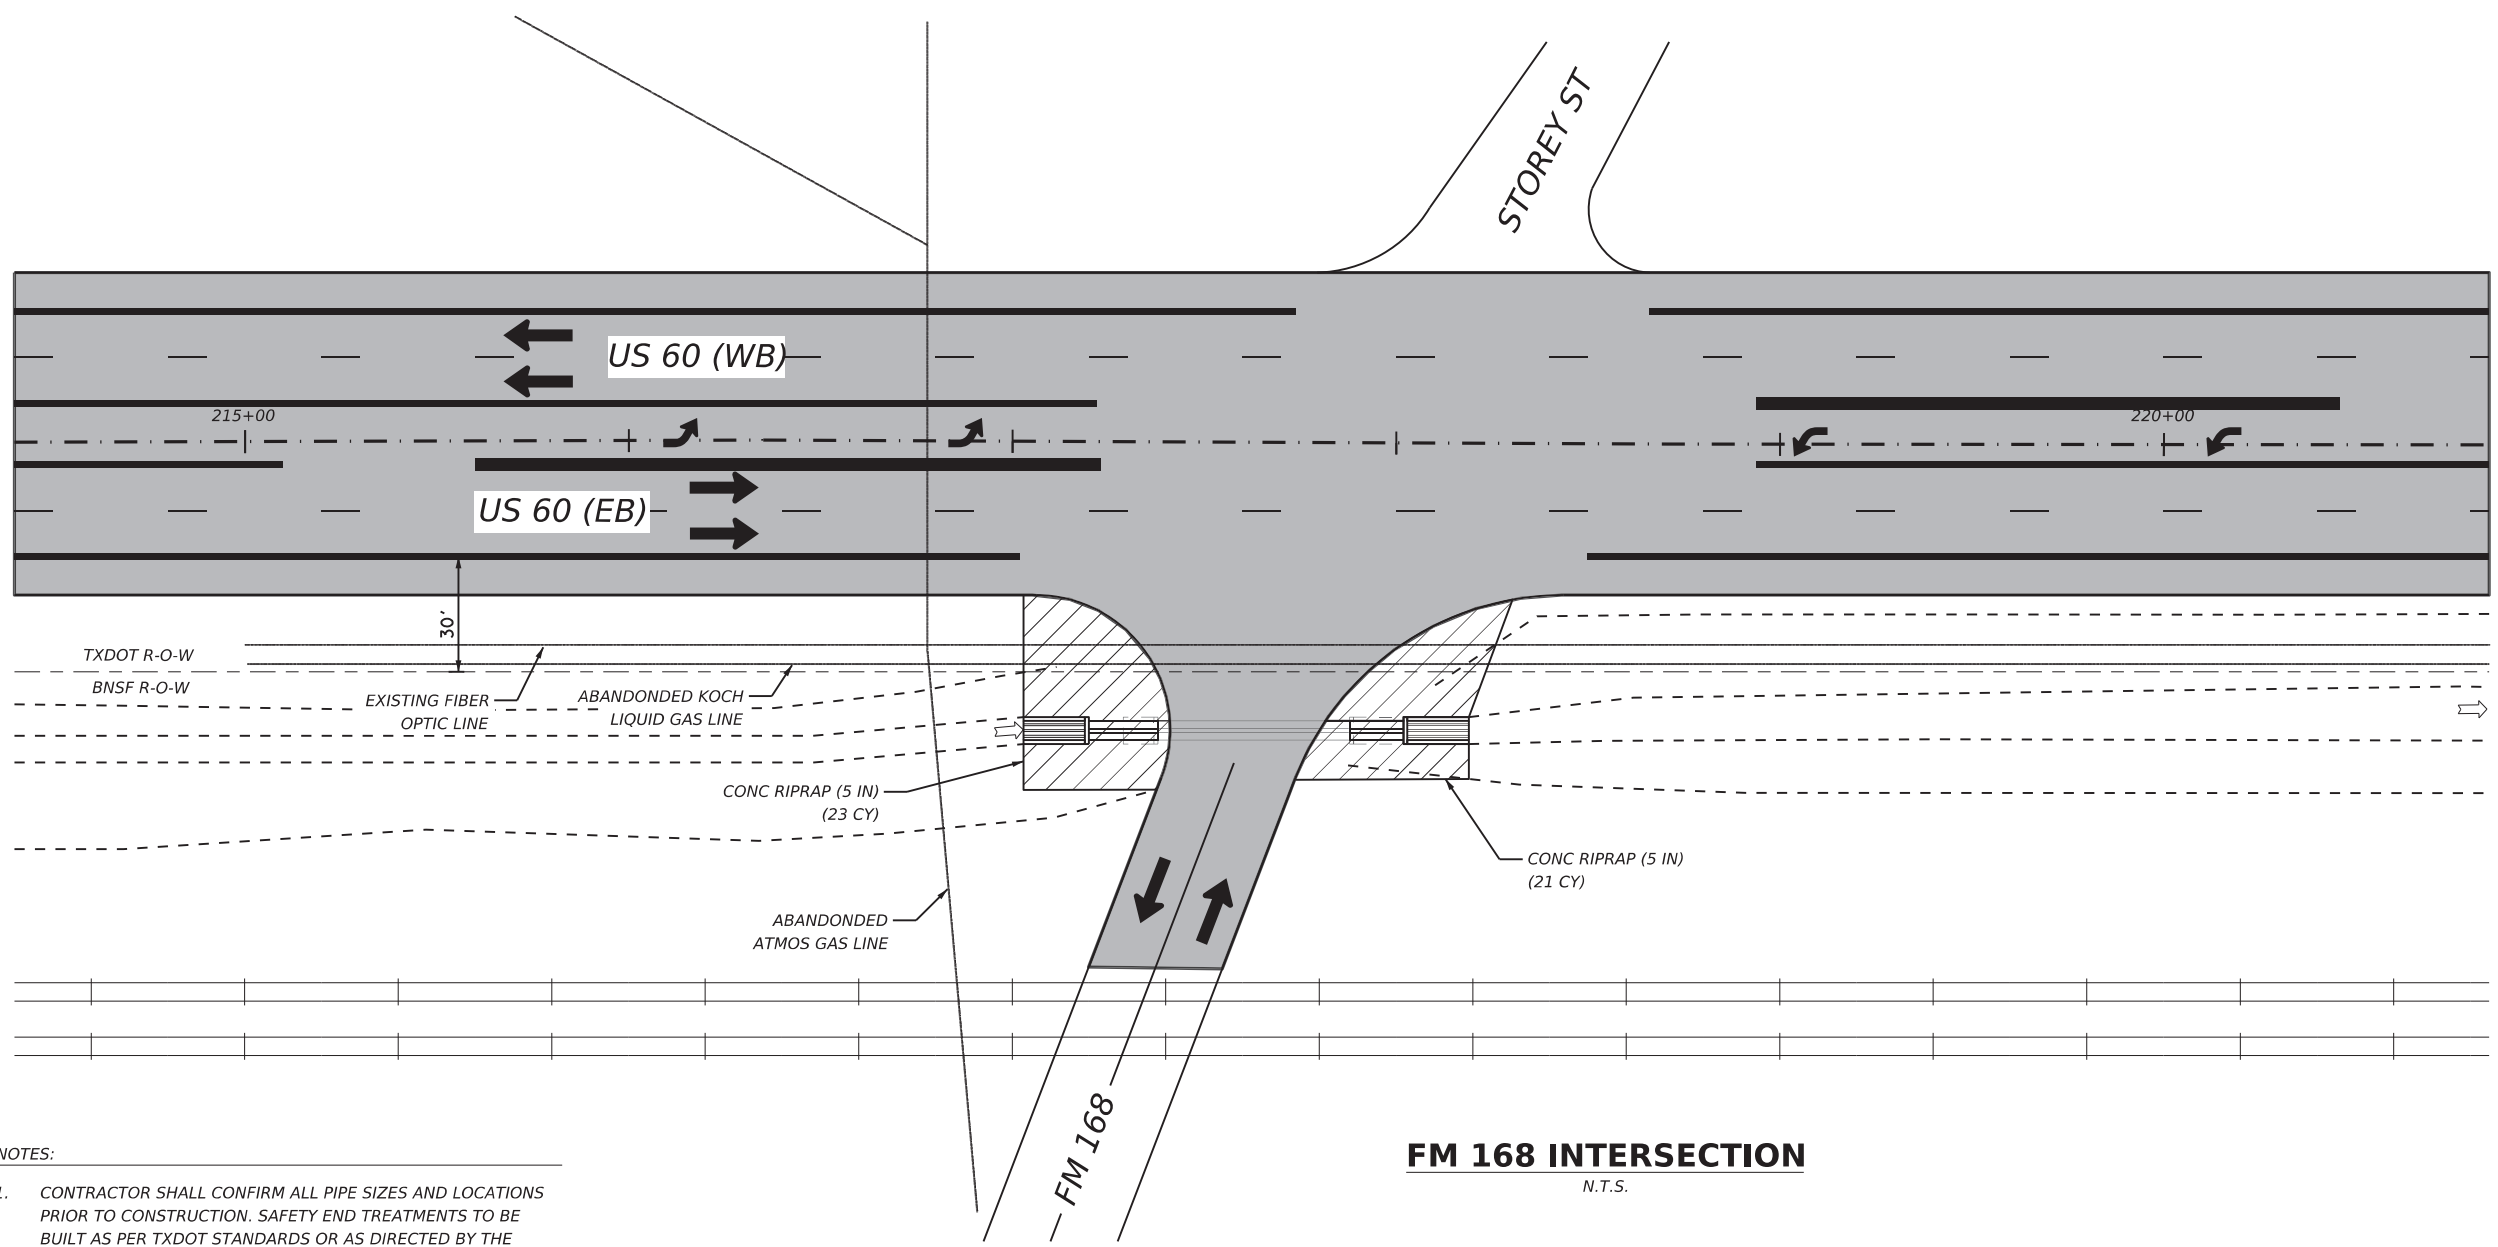 STOREY ST
US 60 (WB)
215+00
220+00
US 60 (EB)
30'
TXDOT R-O-W
BNSF R-O-W
EXISTING FIBER
OPTIC LINE
ABANDONDED KOCH
LIQUID GAS LINE
CONC RIPRAP (5 IN)
(23 CY)
CONC RIPRAP (5 IN)
(21 CY)
ABANDONDED
ATMOS GAS LINE
FM 168
FM 168 INTERSECTION
N.T.S.
NOTES:
1. CONTRACTOR SHALL CONFIRM ALL PIPE SIZES AND LOCATIONS
PRIOR TO CONSTRUCTION. SAFETY END TREATMENTS TO BE
BUILT AS PER TXDOT STANDARDS OR AS DIRECTED BY THE